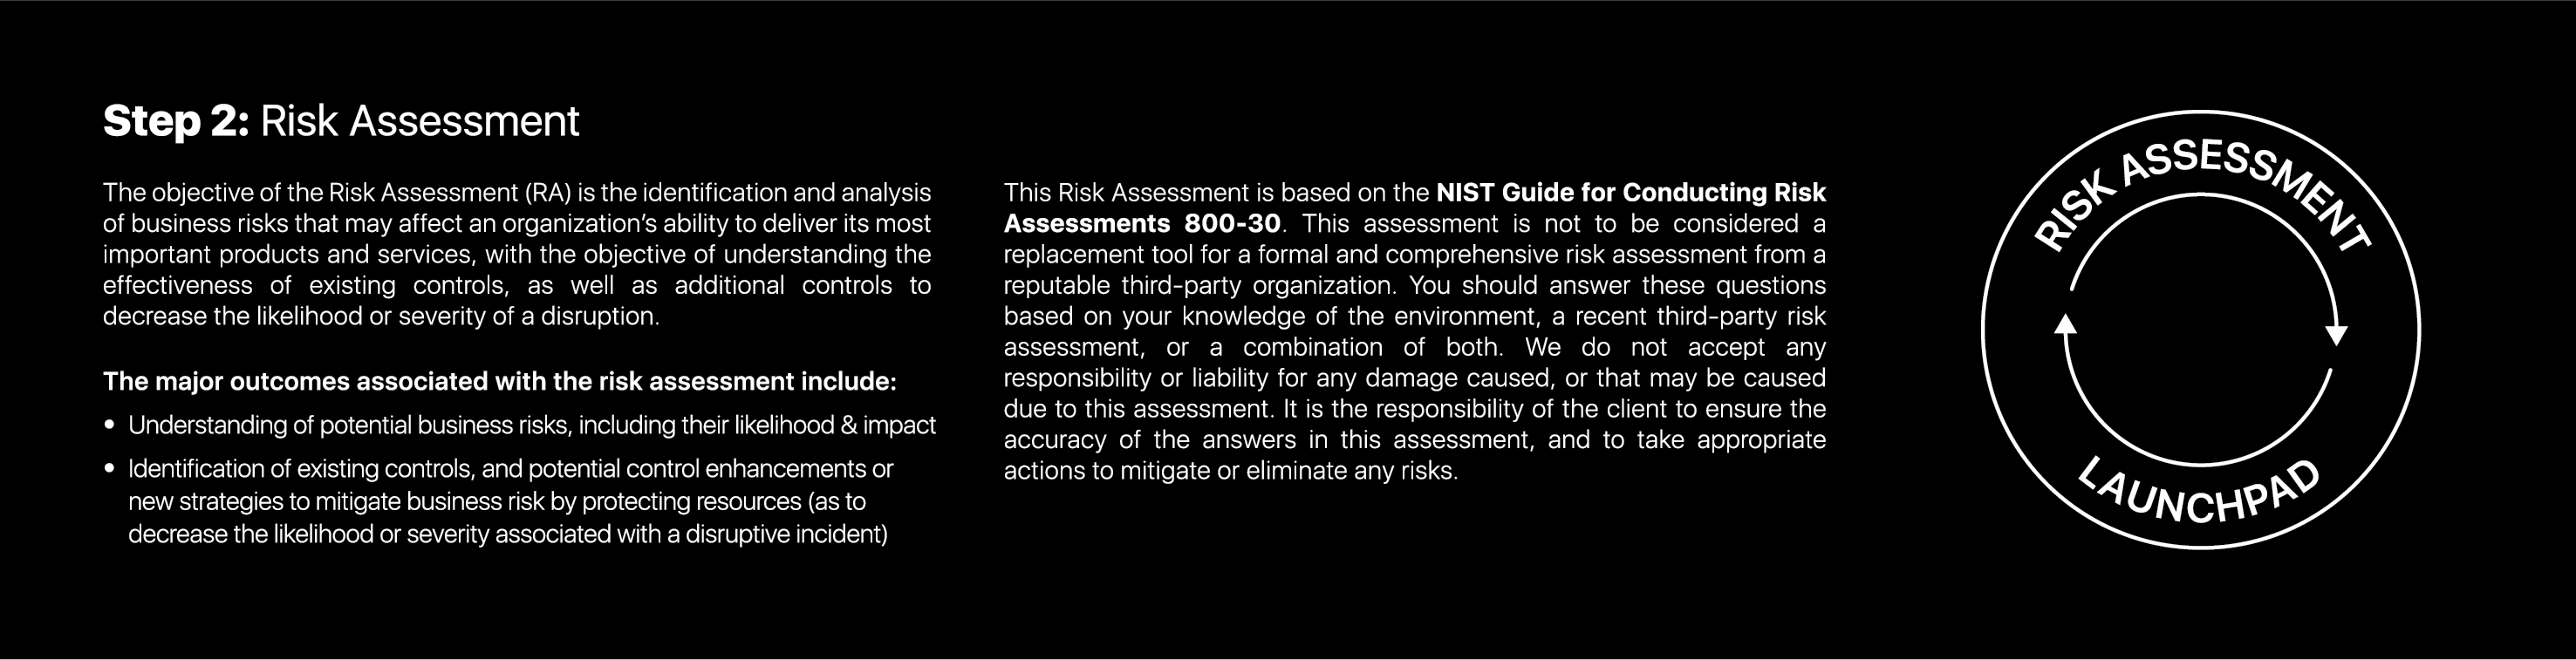 Step 2: Risk Assessment
The objective of the Risk Assessment (RA) is the identification and analysis
of business risks that may affect an organization’s ability to deliver its most
important products and services, with the objective of understanding the
effectiveness of existing controls, as well as additional controls to
decrease the likelihood or severity of a disruption.
The major outcomes associated with the risk assessment include:
• Understanding of potential business risks, including their likelihood & impact
• Identification of existing controls, and potential control enhancements or
new strategies to mitigate business risk by protecting resources (as to
decrease the likelihood or severity associated with a disruptive incident)
This Risk Assessment is based on the NIST Guide for Conducting Risk
Assessments 800-30. This assessment is not to be considered a
replacement tool for a formal and comprehensive risk assessment from a
reputable third-party organization. You should answer these questions
based on your knowledge of the environment, a recent third-party risk
assessment, or a combination of both. We do not accept any
responsibility or liability for any damage caused, or that may be caused
due to this assessment. It is the responsibility of the client to ensure the
accuracy of the answers in this assessment, and to take appropriate
actions to mitigate or eliminate any risks.
RISK ASSESSMENT
LAUNCHPAD